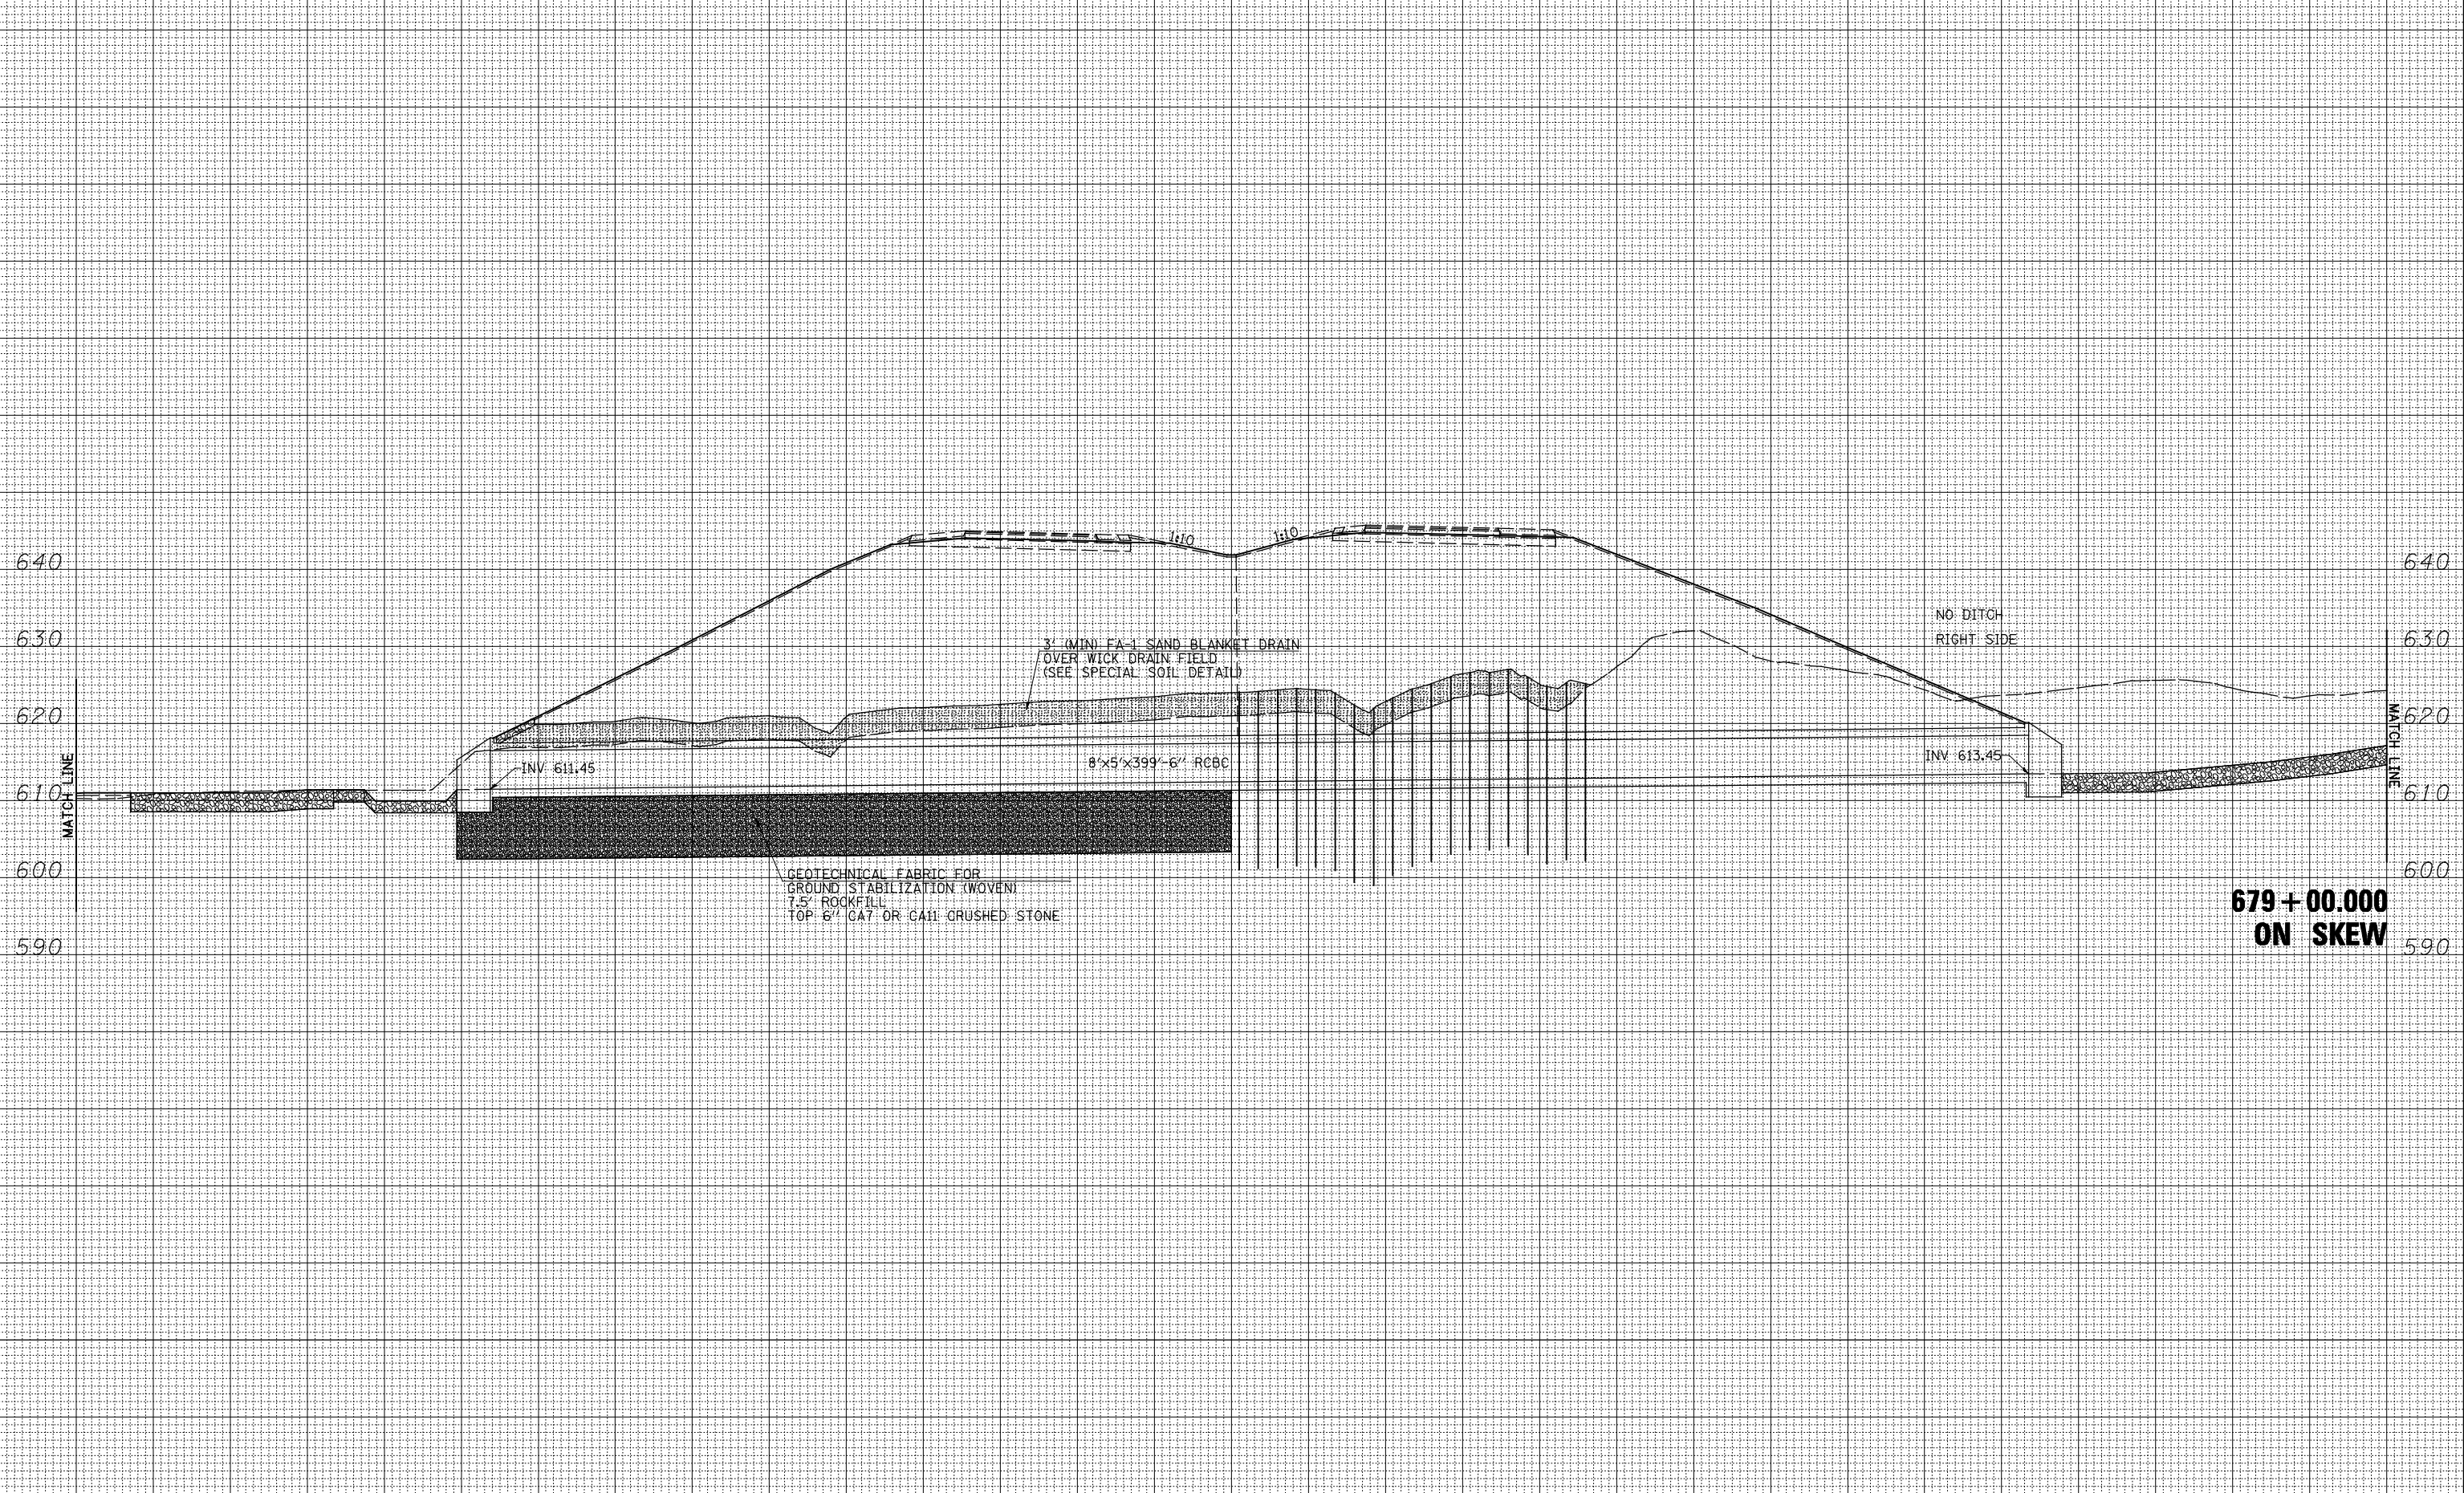 1:10
1:10
640
640
NO DITCH
RIGHT SIDE
630
630
3' (MIN) FA-1 SAND BLANKET DRAIN
OVER WICK DRAIN FIELD
(SEE SPECIAL SOIL DETAIL)
620
620
MATCH LINE
MATCH LINE
INV 611.45
8'x5'x399'-6" RCBC
INV 613.45
610
610
600
600
GEOTECHNICAL FABRIC FOR
GROUND STABILIZATION (WOVEN)
7.5' ROCKFILL
TOP 6" CA7 OR CA11 CRUSHED STONE
679+00.000
ON SKEW
590
590